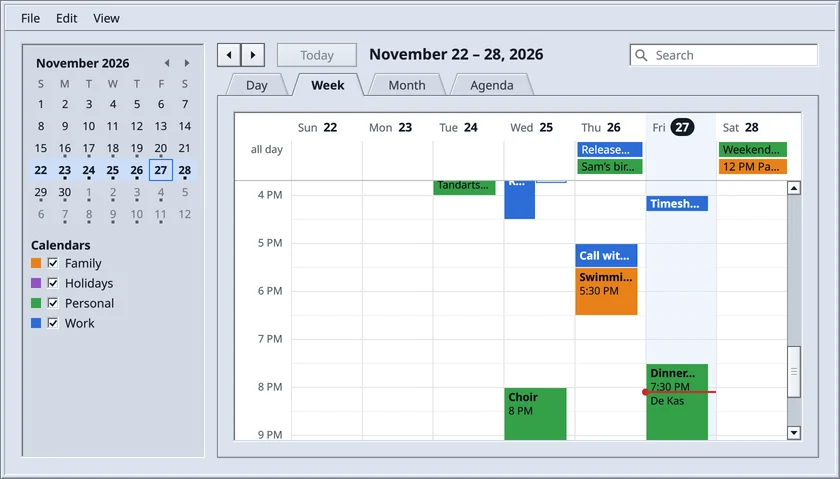 File Edit View
November 2026
S M T W T F S
1 2 3 4 5 6 7
8 9 10 11 12 13 14
15 16 17 18 19 20 21
22 23 24 25 26 27 28
29 30 1 2 3 4 5
6 7 8 9 10 11 12
Calendars
Family
Holidays
Personal
Work
Today
November 22 – 28, 2026
Search
Day Week Month Agenda
Sun 22 Mon 23 Tue 24 Wed 25 Thu 26 Fri 27 Sat 28
all day
Release... Weekend...
Sam's bir... 12 PM Pa...
4 PM
5 PM
6 PM
7 PM
8 PM
9 PM
Tandarts...
R...
Choir
8 PM
Call wit...
Swimmi...
5:30 PM
Timesh...
Dinner...
7:30 PM
De Kas